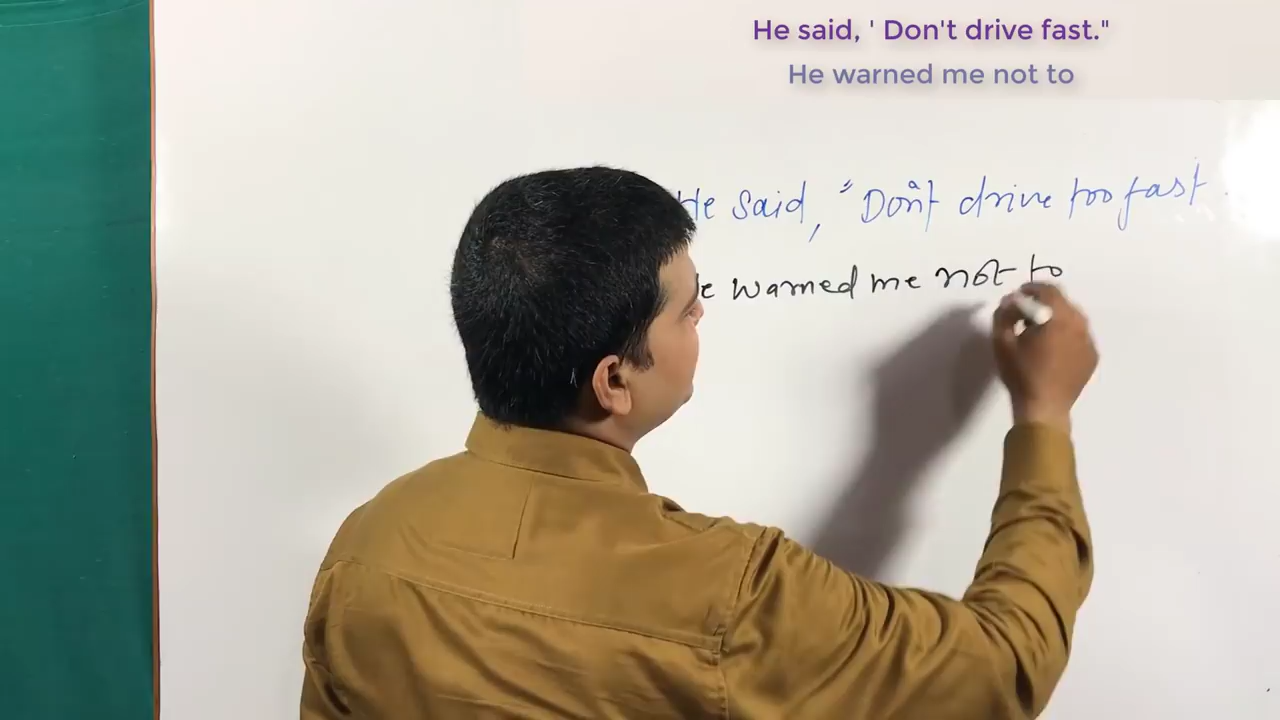 He said, ' Don't drive fast."
He warned me not to
He said, "Don't drive too fast.
e warned me not to